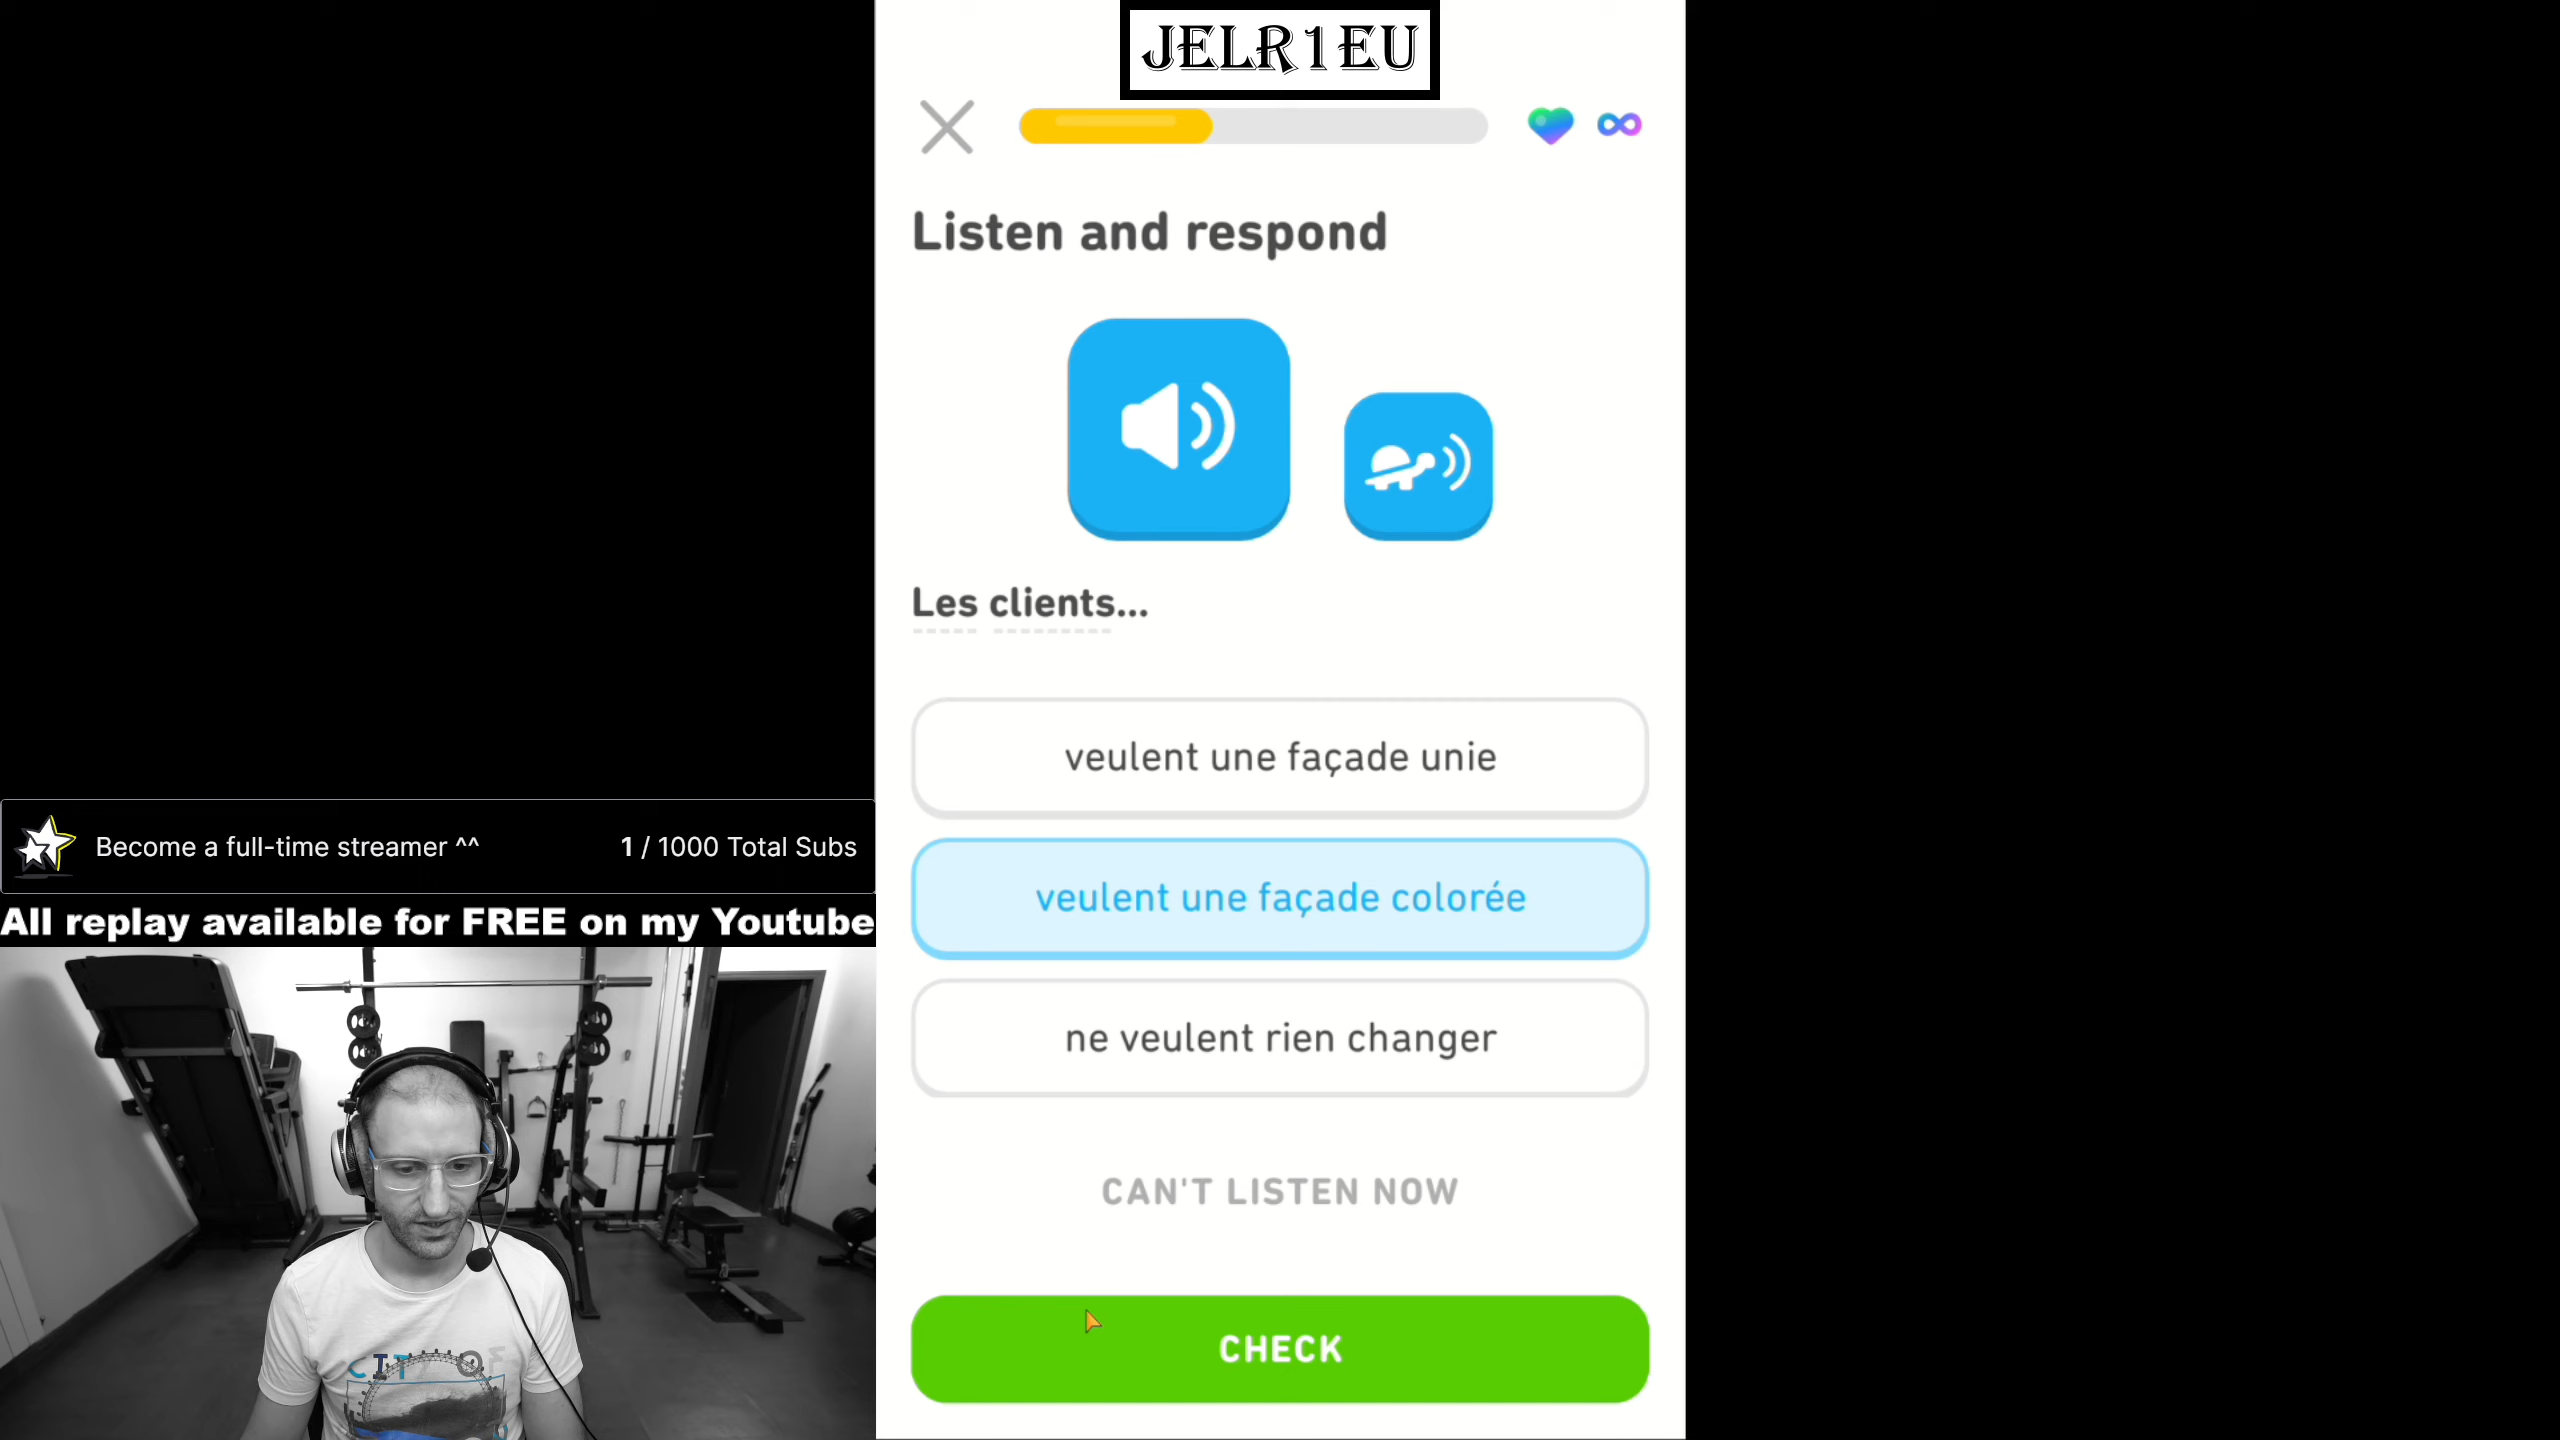 JELR1EU
Listen and respond
Les clients...
veulent une façade unie
veulent une façade colorée
ne veulent rien changer
CAN'T LISTEN NOW
CHECK
Become a full-time streamer ^^ 1 / 1000 Total Subs
All replay available for FREE on my Youtube
CIT OF